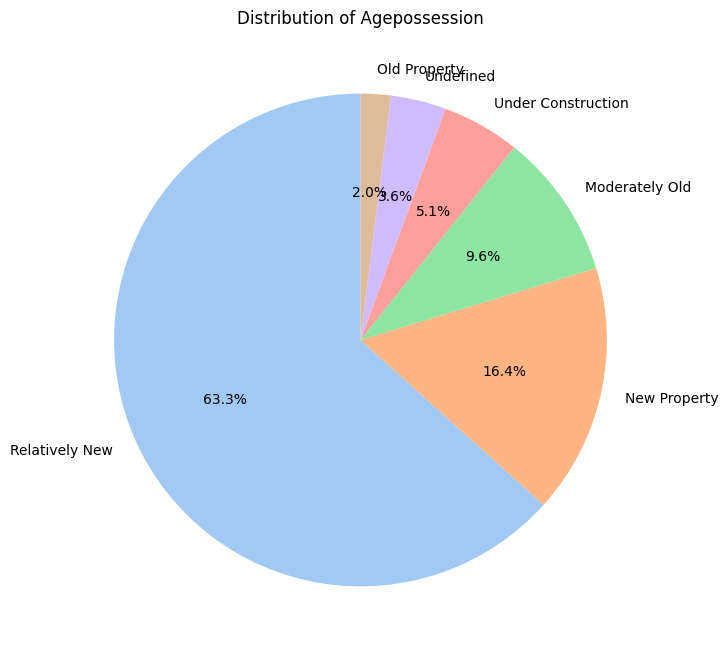 Distribution of Agepossession
Old Property
Undefined
Under Construction
Moderately Old
New Property
Relatively New
2.0%
3.6%
5.1%
9.6%
16.4%
63.3%